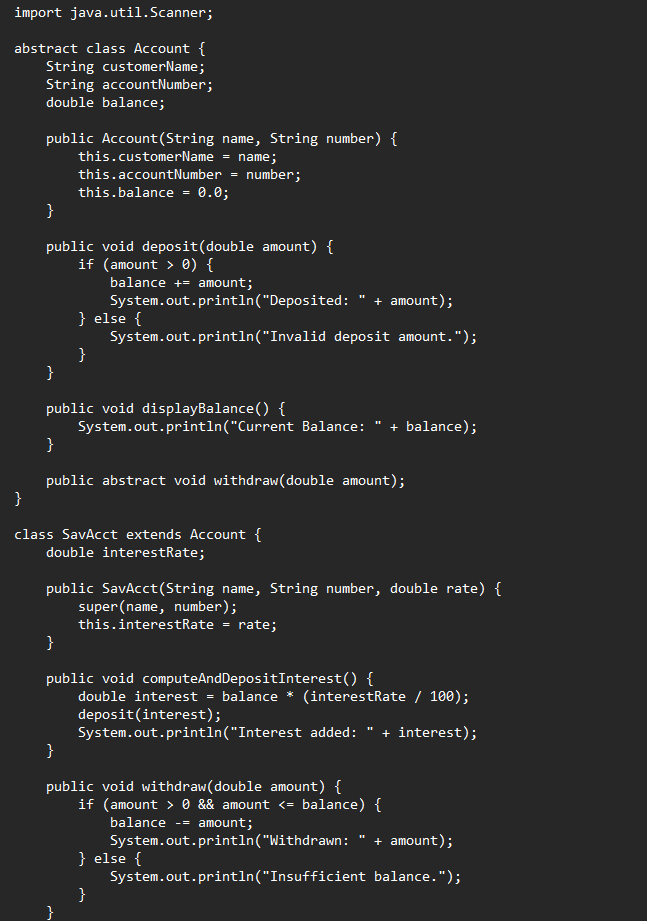 import java.util.Scanner;

abstract class Account {
    String customerName;
    String accountNumber;
    double balance;

    public Account(String name, String number) {
        this.customerName = name;
        this.accountNumber = number;
        this.balance = 0.0;
    }

    public void deposit(double amount) {
        if (amount > 0) {
            balance += amount;
            System.out.println("Deposited: " + amount);
        } else {
            System.out.println("Invalid deposit amount.");
        }
    }

    public void displayBalance() {
        System.out.println("Current Balance: " + balance);
    }

    public abstract void withdraw(double amount);
}

class SavAcct extends Account {
    double interestRate;

    public SavAcct(String name, String number, double rate) {
        super(name, number);
        this.interestRate = rate;
    }

    public void computeAndDepositInterest() {
        double interest = balance * (interestRate / 100);
        deposit(interest);
        System.out.println("Interest added: " + interest);
    }

    public void withdraw(double amount) {
        if (amount > 0 && amount <= balance) {
            balance -= amount;
            System.out.println("Withdrawn: " + amount);
        } else {
            System.out.println("Insufficient balance.");
        }
    }